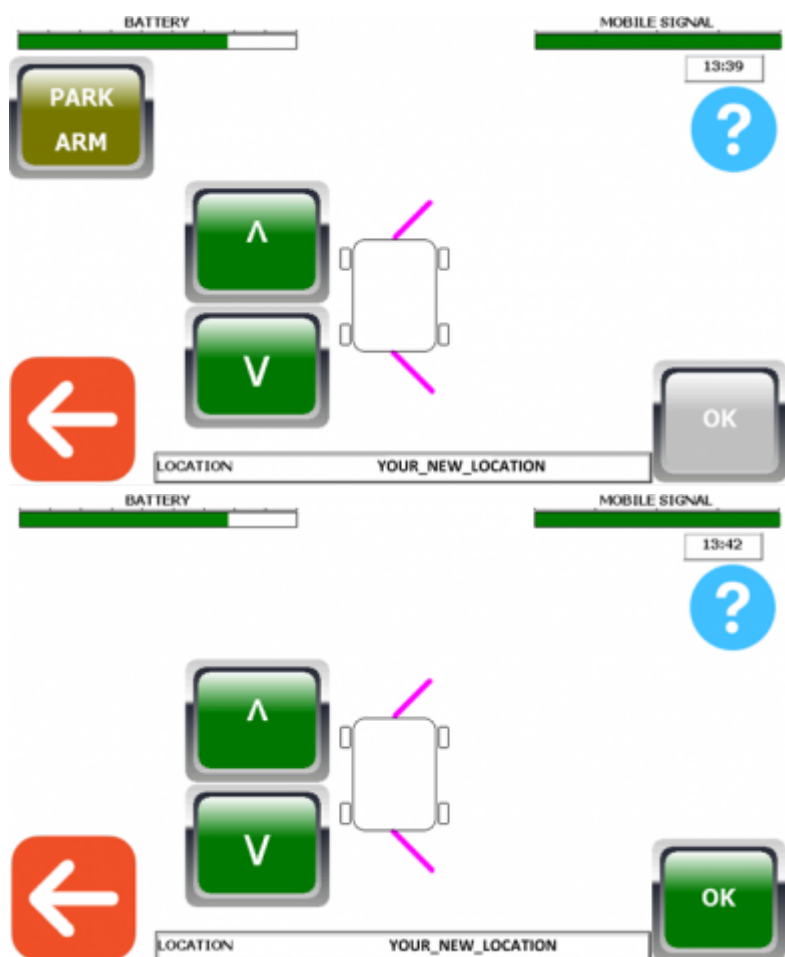 BATTERY MOBILE SIGNAL
13:39
PARK
ARM
?
^
V
OK
LOCATION YOUR_NEW_LOCATION
BATTERY MOBILE SIGNAL
13:42
?
^
V
OK
LOCATION YOUR_NEW_LOCATION